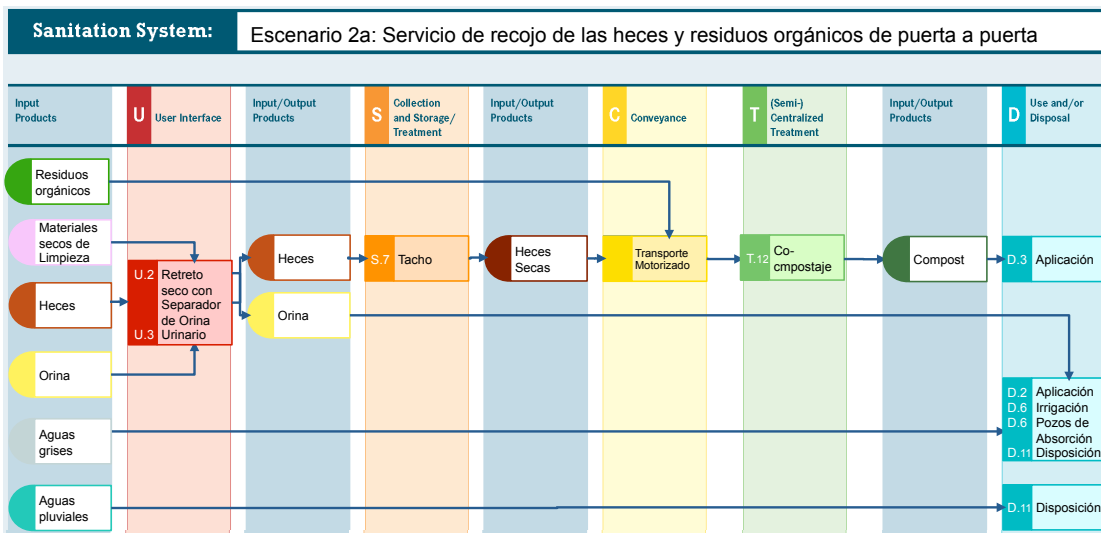 Sanitation System:
Escenario 2a: Servicio de recojo de las heces y residuos orgánicos de puerta a puerta
Input
Products
U
User Interface
Input/Output
Products
S
Collection
and Storage/
Treatment
Input/Output
Products
C
Conveyance
T
(Semi-)
Centralized
Treatment
Input/Output
Products
D
Use and/or
Disposal
Residuos
orgánicos
Materiales
secos de
Limpieza
Heces
Orina
Aguas
grises
Aguas
pluviales
U.2 Retreto
seco con
Separador
de Orina
U.3 Urinario
Heces
Orina
S.7 Tacho
Heces
Secas
Transporte
Motorizado
T.12 Co-
cmpostaje
Compost
D.3 Aplicación
D.2 Aplicación
D.6 Irrigación
D.6 Pozos de
Absorción
D.11 Disposición
D.11 Disposición